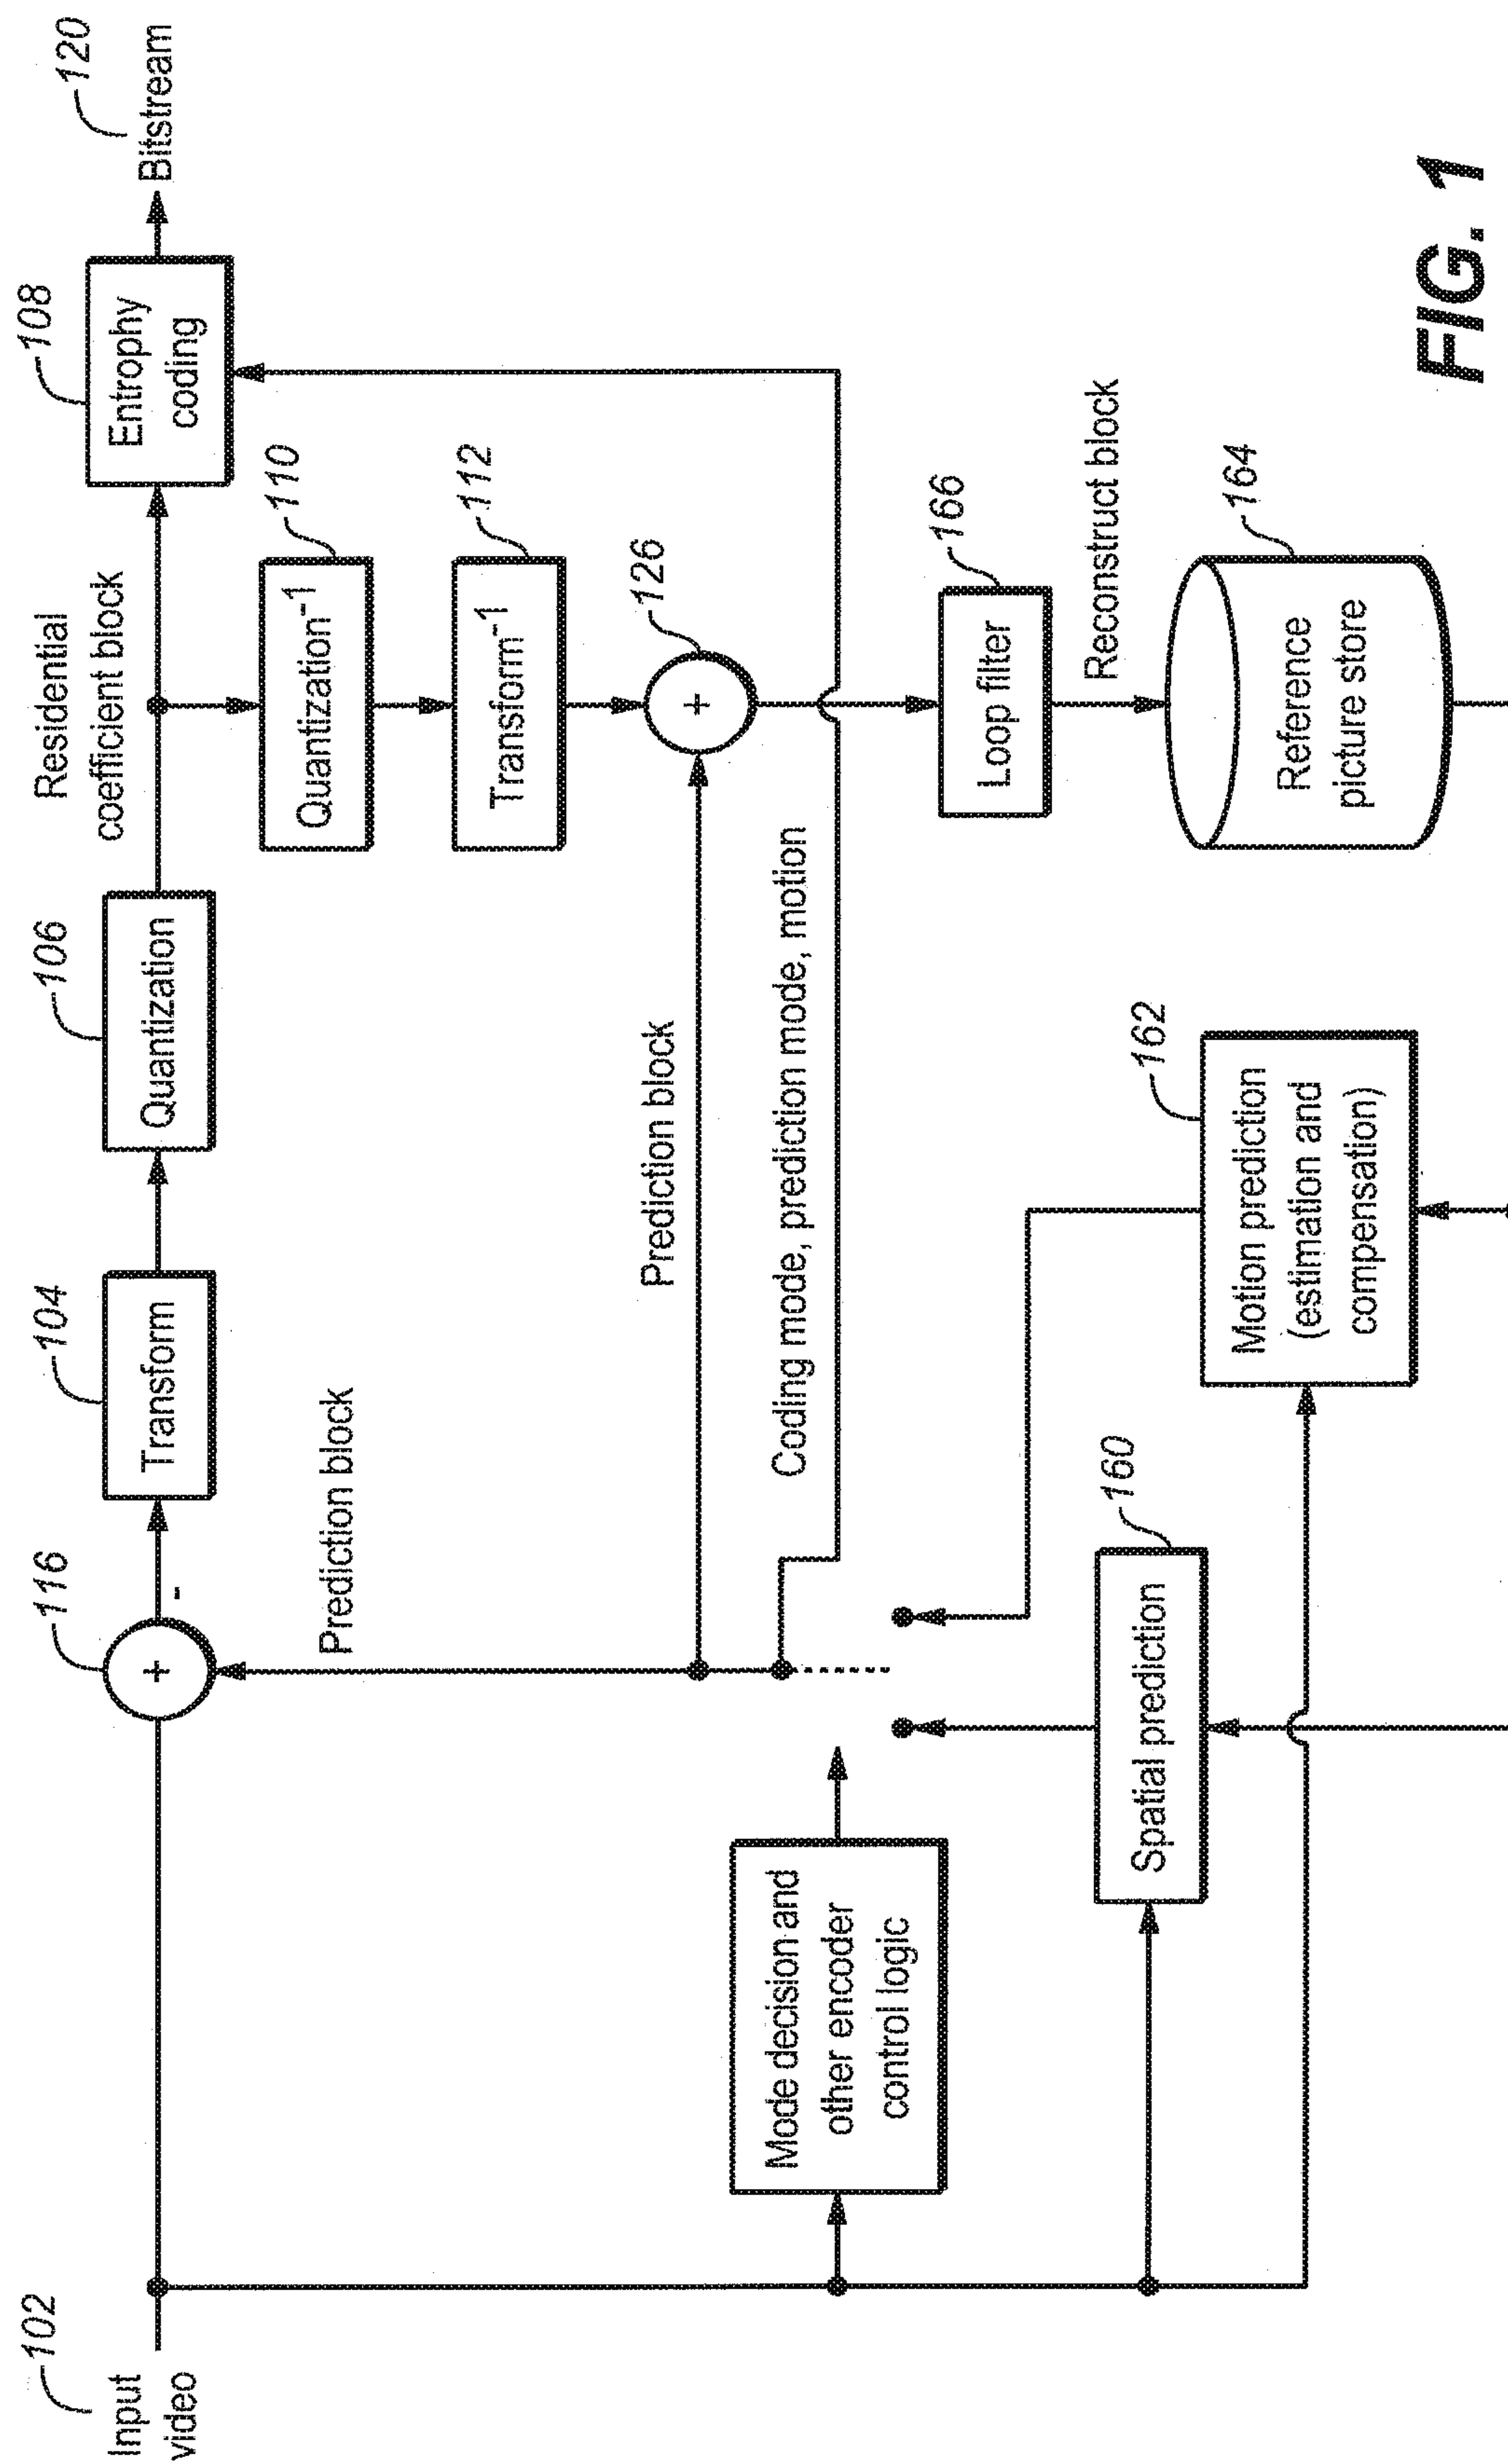 102
Input
video
116
+
-
104
Transform
106
Quantization
Residential
coefficient block
108
Entrophy
coding
120
Bitstream
Prediction block
110
Quantization-1
112
Transform-1
126
+
Prediction block
Coding mode, prediction mode, motion
Mode decision and
other encoder
control logic
166
Loop filter
Reconstruct block
160
Spatial prediction
162
Motion prediction
(estimation and
compensation)
164
Reference
picture store
FIG. 1